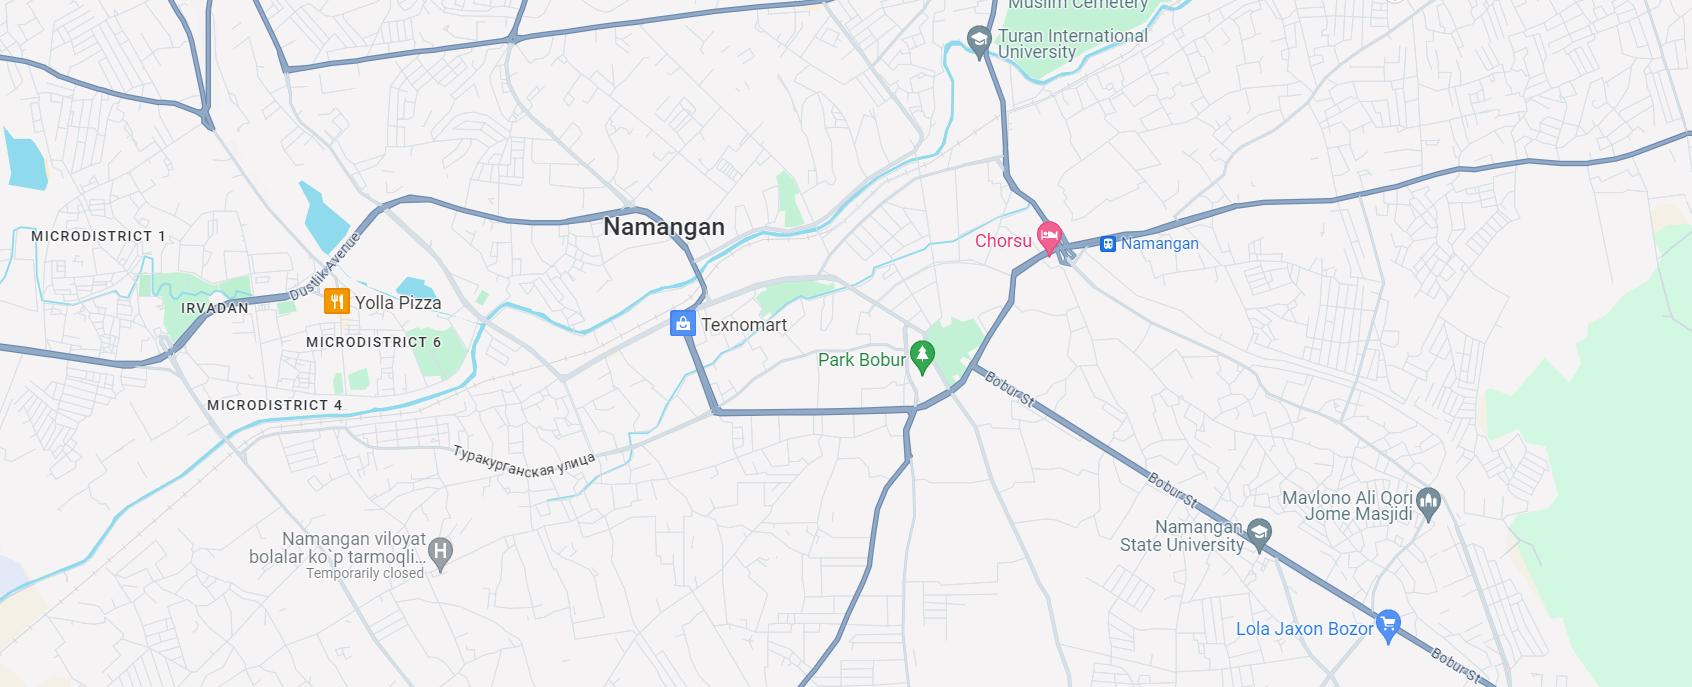 Muslim Cemetery
Turan International
University
Namangan
MICRODISTRICT 1
Chorsu
Namangan
Dustlik Avenue
IRVADAN
Yolla Pizza
Texnomart
MICRODISTRICT 6
Park Bobur
Bobur St
MICRODISTRICT 4
Туракурганская улица
Bobur St
Mavlono Ali Qori
Jome Masjidi
Namangan
State University
Namangan viloyat
bolalar ko`p tarmoqli...
Temporarily closed
H
Lola Jaxon Bozor
Bobur St